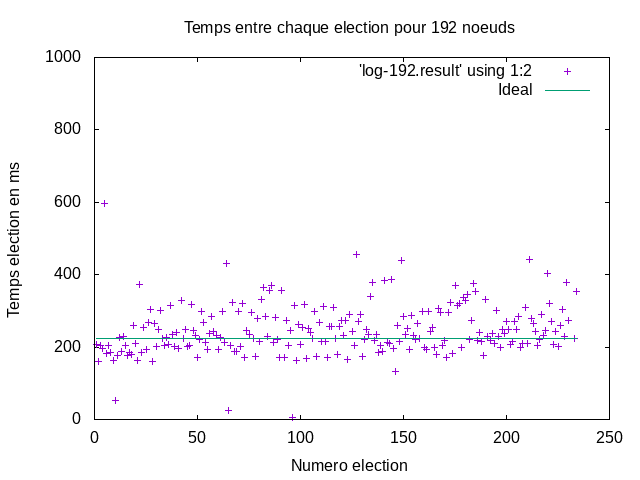 Temps entre chaque election pour 192 noeuds
1000
'log-192.result' using 1:2
Ideal
800
600
400
200
0
Temps election en ms
0 50 100 150 200 250
Numero election